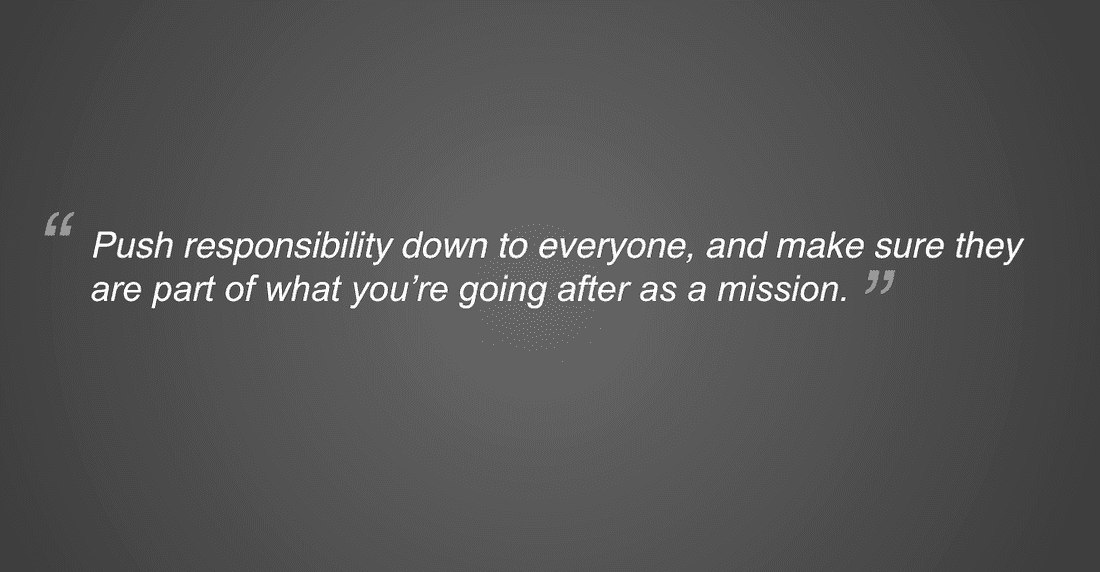 “ Push responsibility down to everyone, and make sure they
are part of what you’re going after as a mission. ”